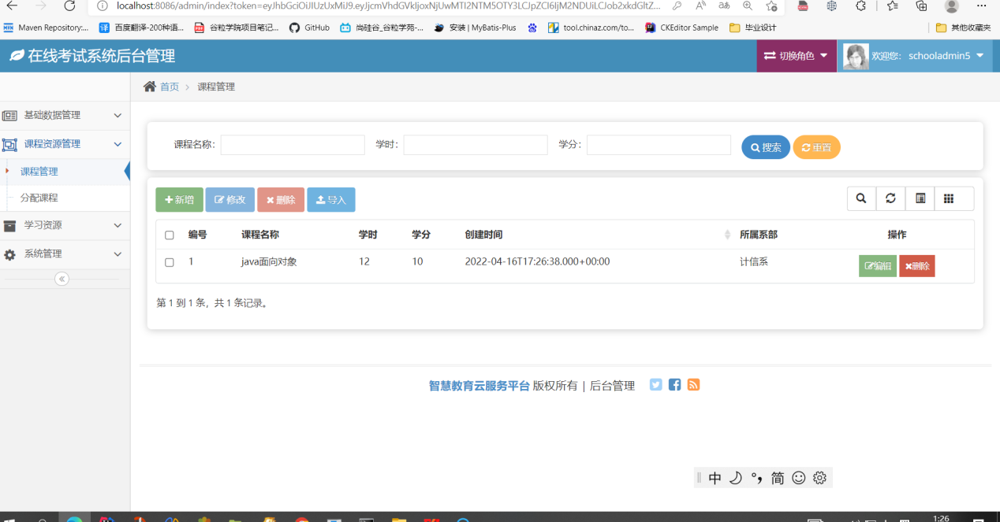 localhost:8086/admin/index?token=eyJhbGciOiJIUzUxMiJ9.eyJjcmVhdGVkIjoxNjUwMTI2NTM5OTY3LCJpZCI6IjM2NDUiLCJob2xkdGltZ...
Maven Repository:... 百度翻译-200种语... 谷粒学院项目笔记... GitHub 尚硅谷_谷粒学苑-... 安装 | MyBatis-Plus tool.chinaz.com/to... CKEditor Sample 毕业设计 其他收藏夹
在线考试系统后台管理 切换角色 欢迎您: schooladmin5
首页 课程管理
基础数据管理
课程资源管理
课程管理
分配课程
学习资源
系统管理
课程名称: 学时: 学分: 搜索 重置
新增 修改 删除 导入
编号 课程名称 学时 学分 创建时间 所属系部 操作
1 java面向对象 12 10 2022-04-16T17:26:38.000+00:00 计信系 编辑 删除
第 1 到 1 条，共 1 条记录。
智慧教育云服务平台 版权所有 | 后台管理
中 简
1:26